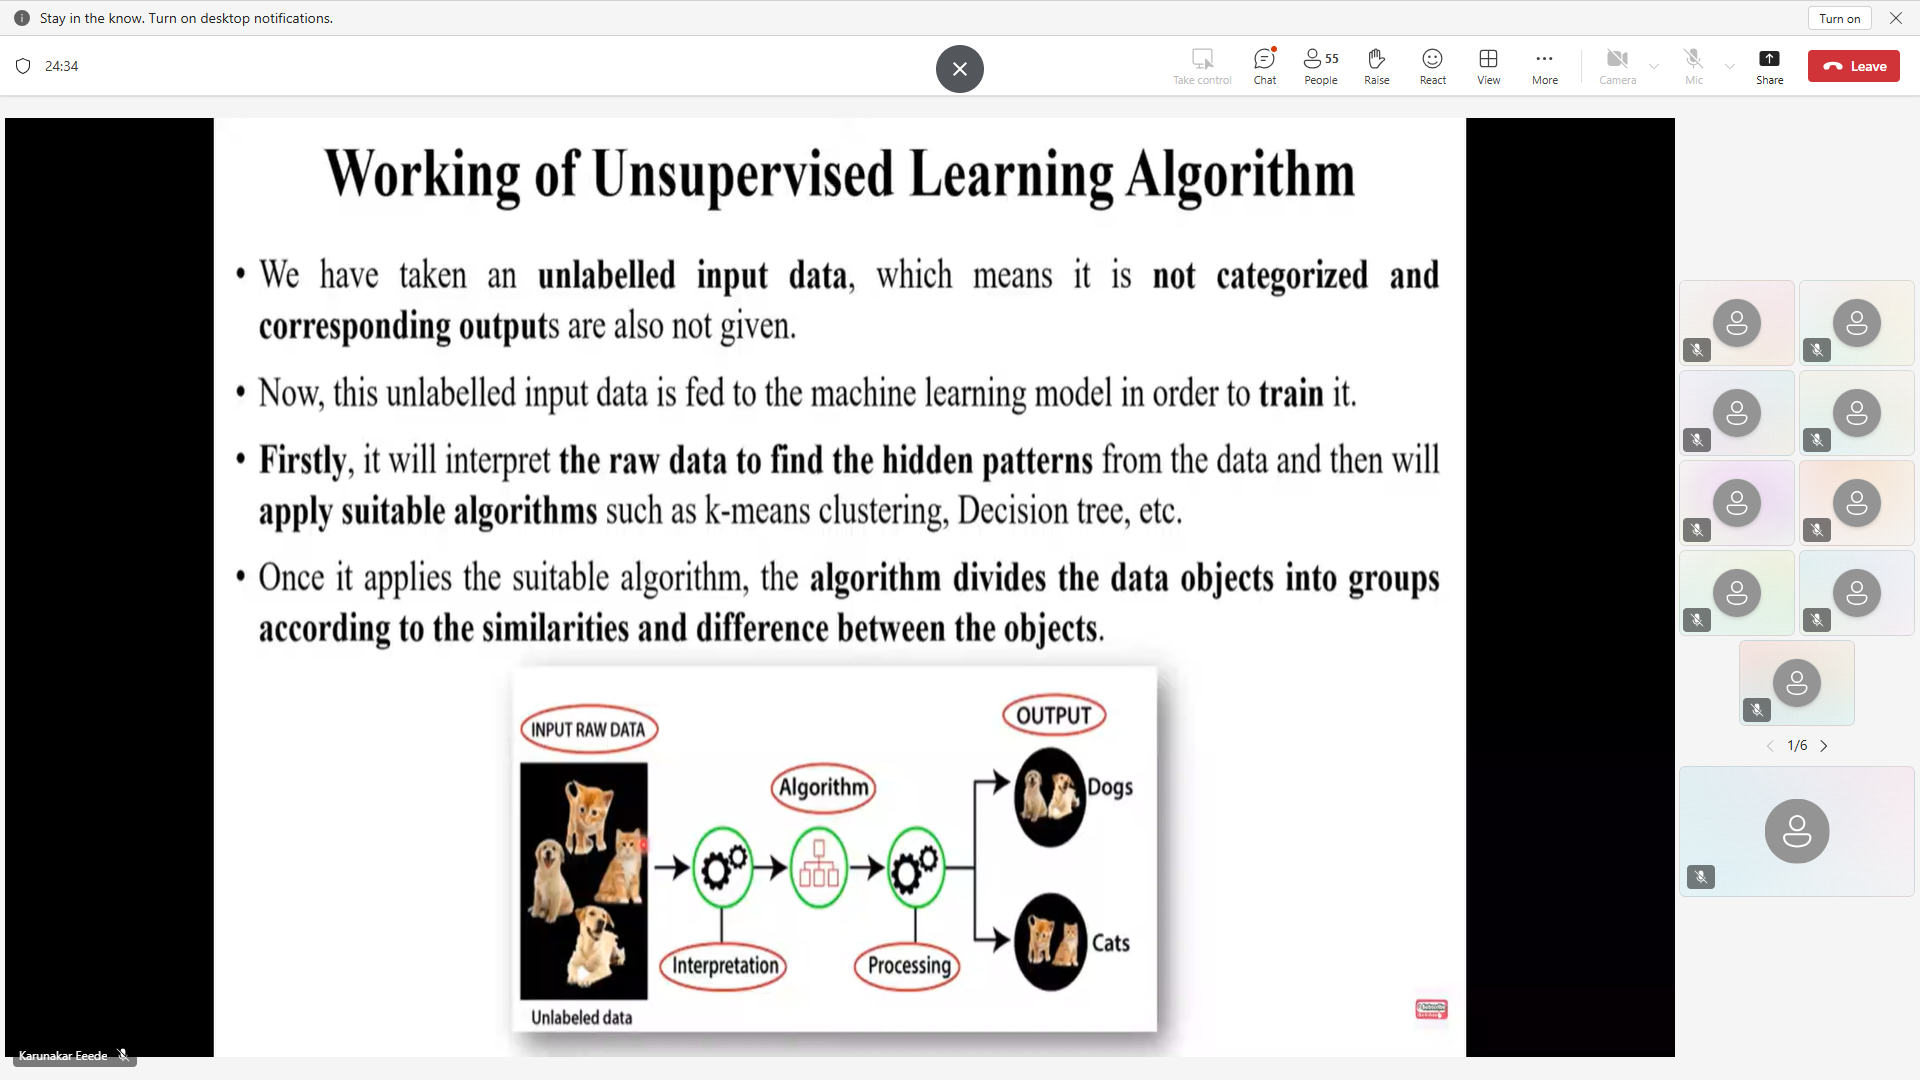 Stay in the know. Turn on desktop notifications.
Turn on
24:34
Take control
Chat
55
People
Raise
React
View
More
Camera
Mic
Share
Leave
Working of Unsupervised Learning Algorithm
• We have taken an unlabelled input data, which means it is not categorized and
corresponding outputs are also not given.
• Now, this unlabelled input data is fed to the machine learning model in order to train it.
• Firstly, it will interpret the raw data to find the hidden patterns from the data and then will
apply suitable algorithms such as k-means clustering, Decision tree, etc.
• Once it applies the suitable algorithm, the algorithm divides the data objects into groups
according to the similarities and difference between the objects.
INPUT RAW DATA
OUTPUT
Algorithm
Dogs
Cats
Interpretation
Processing
Unlabeled data
1/6
Karunakar Eeede